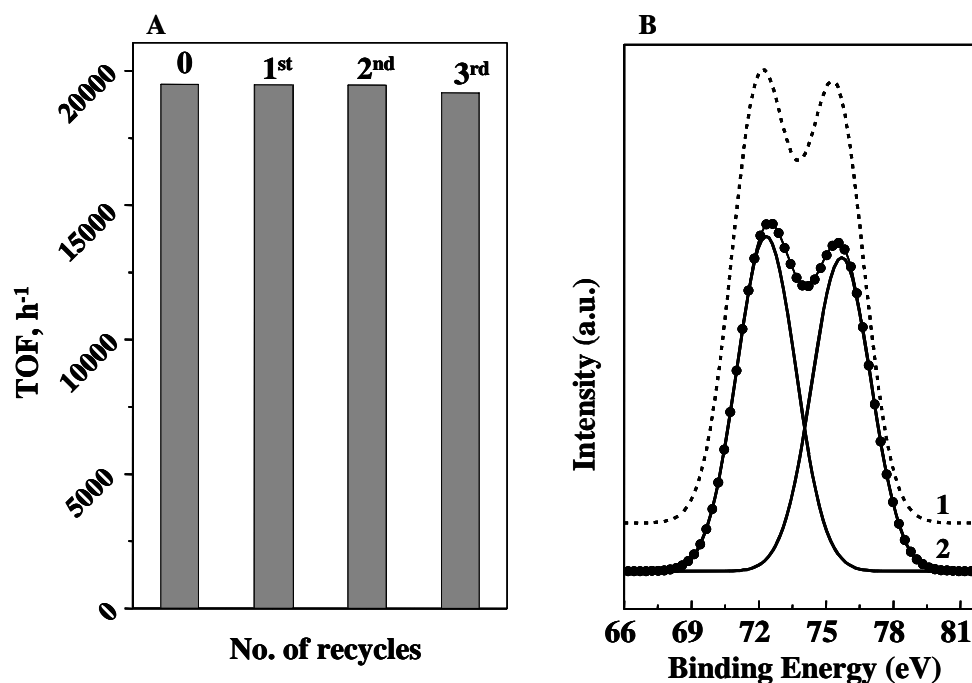 A
B
0
1st
2nd
3rd
20000
15000
10000
5000
0
TOF, h-1
No. of recycles
Intensity (a.u.)
1
2
66
69
72
75
78
81
Binding Energy (eV)